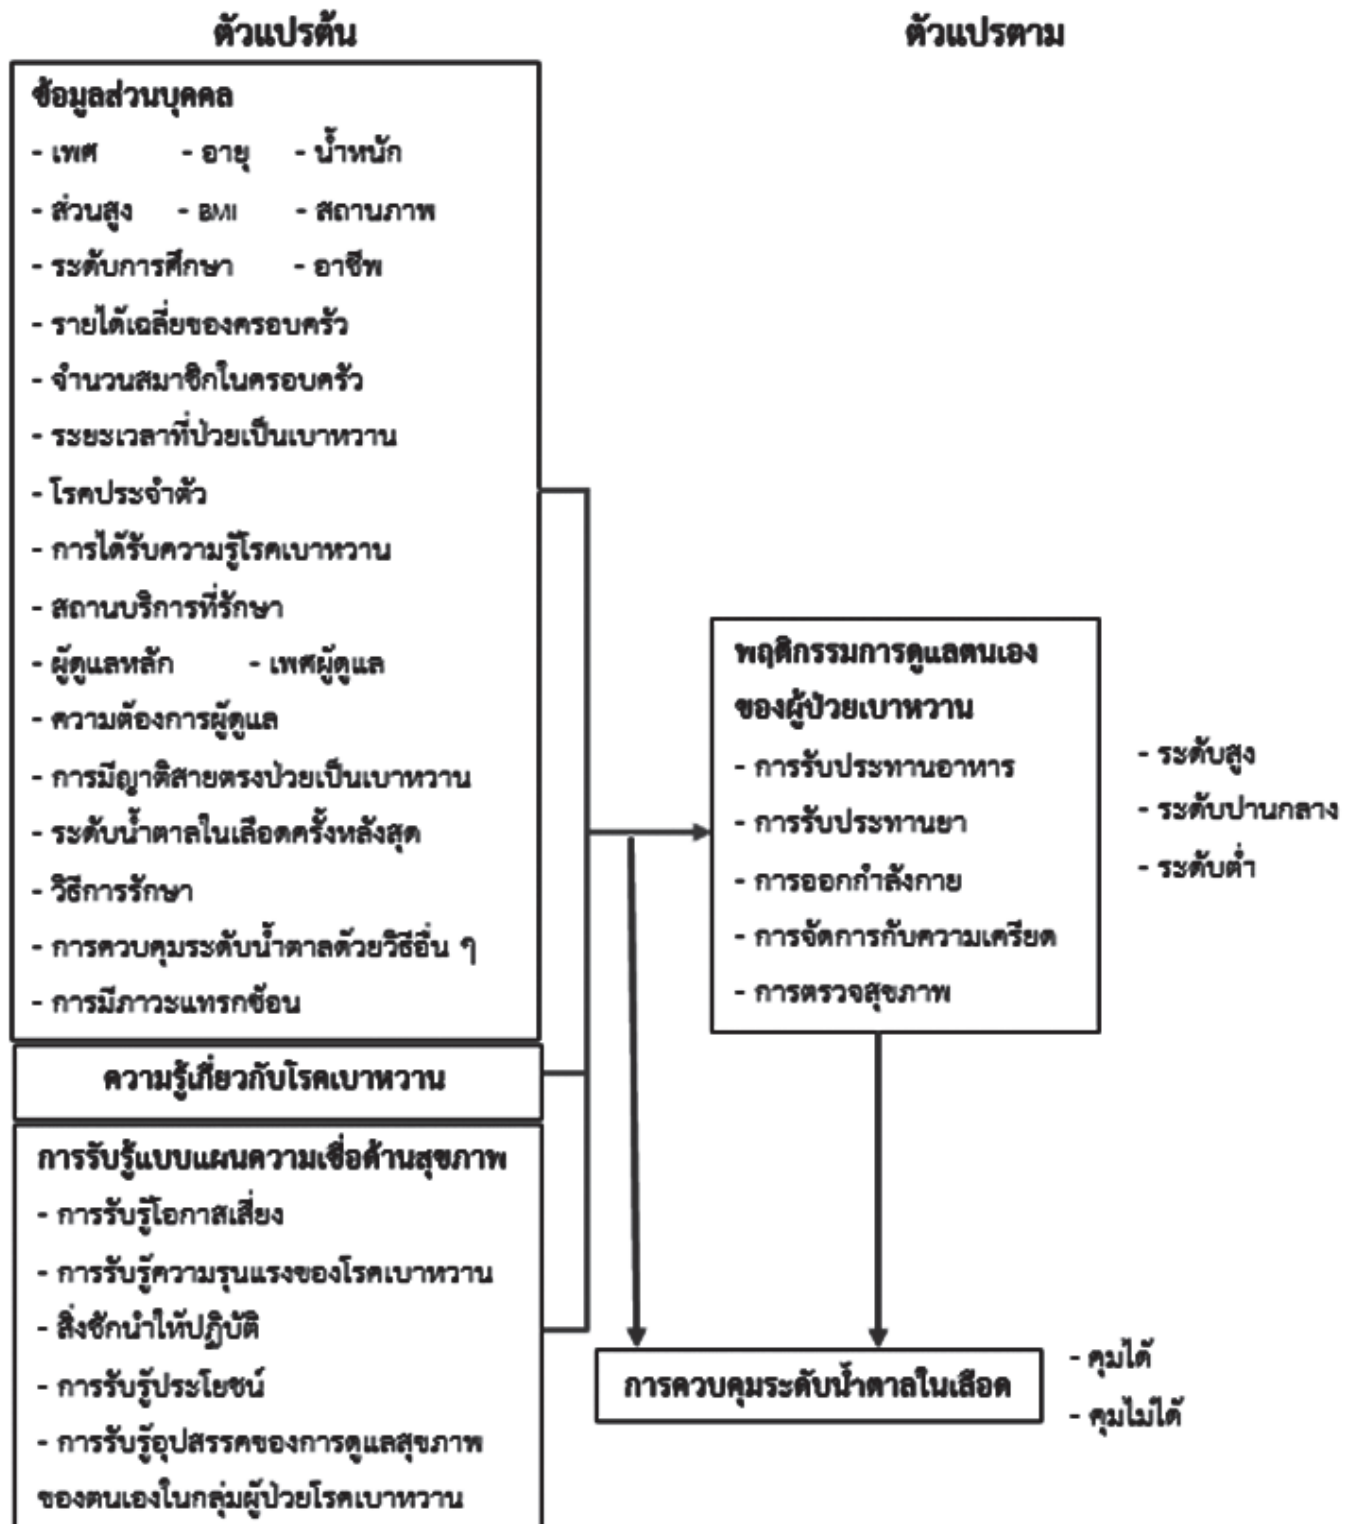 ตัวแปรต้น
ตัวแปรตาม
ข้อมูลส่วนบุคคล
- เพศ - อายุ - น้ำหนัก
- ส่วนสูง - BMI - สถานภาพ
- ระดับการศึกษา - อาชีพ
- รายได้เฉลี่ยของครอบครัว
- จำนวนสมาชิกในครอบครัว
- ระยะเวลาที่ป่วยเป็นเบาหวาน
- โรคประจำตัว
- การได้รับความรู้โรคเบาหวาน
- สถานบริการที่รักษา
- ผู้ดูแลหลัก - เพศผู้ดูแล
- ความต้องการผู้ดูแล
- การมีญาติสายตรงป่วยเป็นเบาหวาน
- ระดับน้ำตาลในเลือดครั้งหลังสุด
- วิธีการรักษา
- การควบคุมระดับน้ำตาลด้วยวิธีอื่น ๆ
- การมีภาวะแทรกซ้อน
ความรู้เกี่ยวกับโรคเบาหวาน
การรับรู้แบบแผนความเชื่อด้านสุขภาพ
- การรับรู้โอกาสเสี่ยง
- การรับรู้ความรุนแรงของโรคเบาหวาน
- สิ่งชักนำให้ปฏิบัติ
- การรับรู้ประโยชน์
- การรับรู้อุปสรรคของการดูแลสุขภาพ
ของตนเองในกลุ่มผู้ป่วยโรคเบาหวาน
พฤติกรรมการดูแลตนเอง
ของผู้ป่วยเบาหวาน
- การรับประทานอาหาร
- การรับประทานยา
- การออกกำลังกาย
- การจัดการกับความเครียด
- การตรวจสุขภาพ
- ระดับสูง
- ระดับปานกลาง
- ระดับต่ำ
การควบคุมระดับน้ำตาลในเลือด
- คุมได้
- คุมไม่ได้